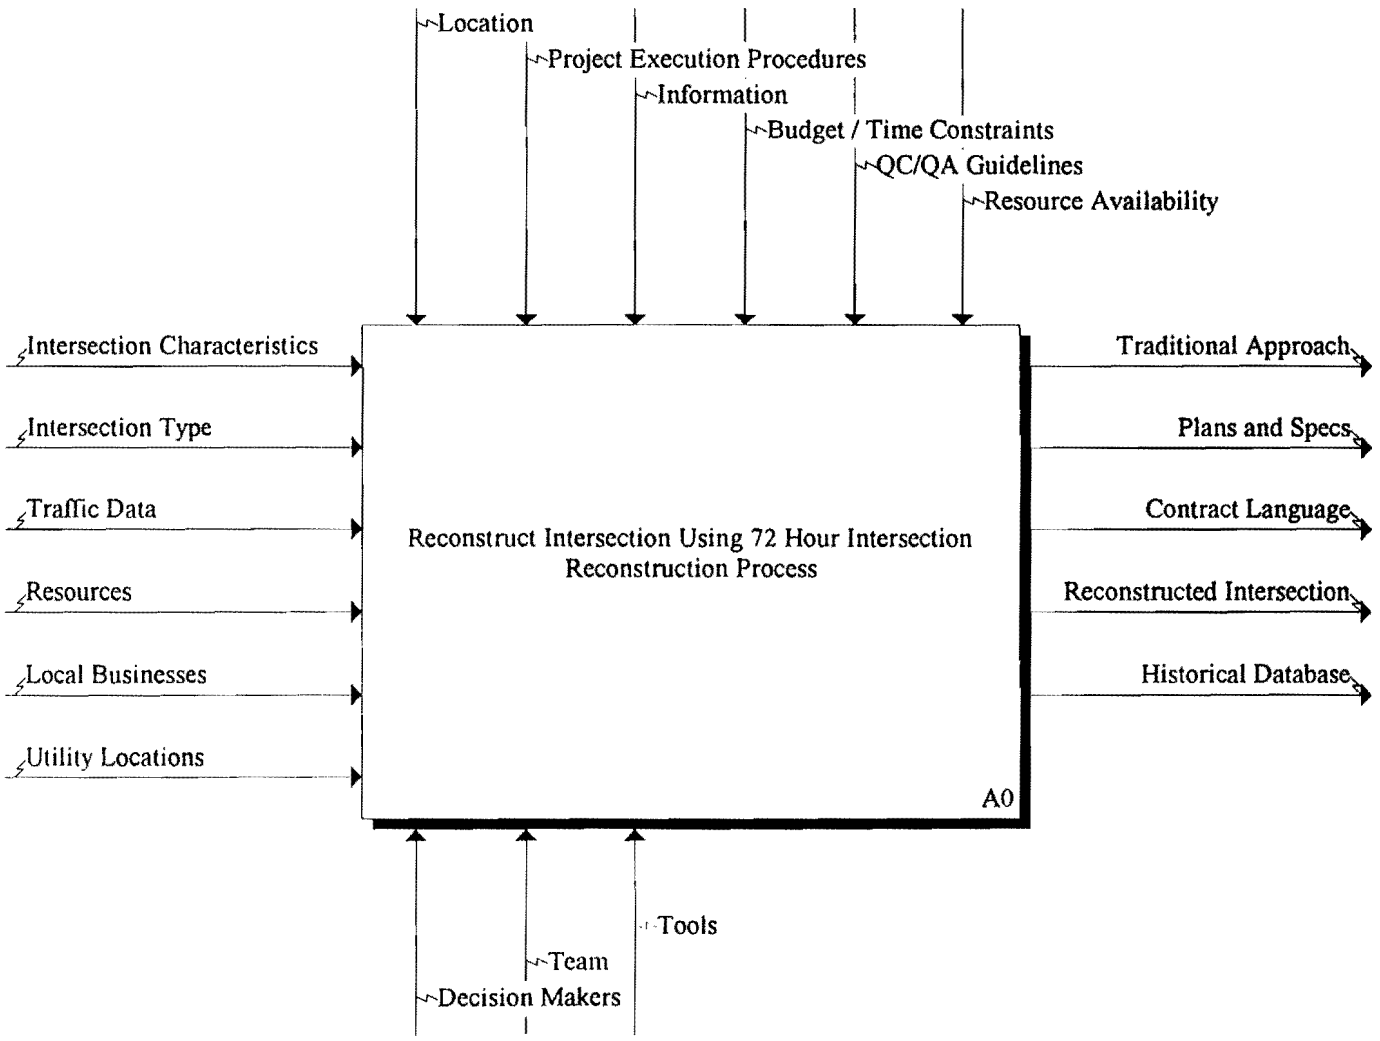 Location
Project Execution Procedures
Information
Budget / Time Constraints
QC/QA Guidelines
Resource Availability
Intersection Characteristics
Traditional Approach
Intersection Type
Plans and Specs
Traffic Data
Contract Language
Reconstruct Intersection Using 72 Hour Intersection
Reconstruction Process
Resources
Reconstructed Intersection
Local Businesses
Historical Database
Utility Locations
A0
Tools
Team
Decision Makers